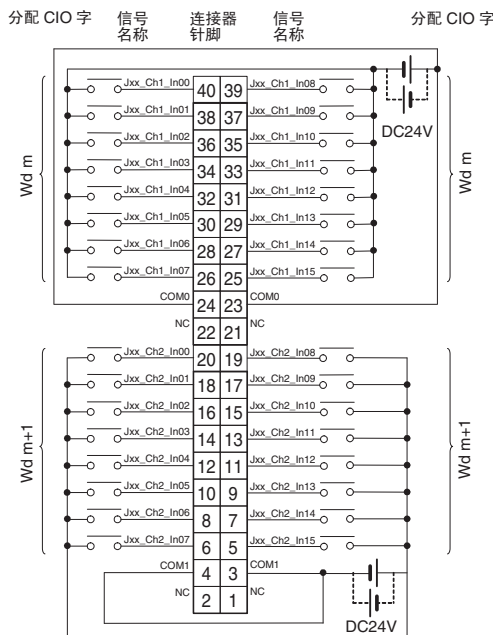 分配 CIO 字 信号名称 连接器针脚 信号名称 分配 CIO 字
DC24V
Wd m
Wd m
Jxx_Ch1_In00 40 39 Jxx_Ch1_In08
Jxx_Ch1_In01 38 37 Jxx_Ch1_In09
Jxx_Ch1_In02 36 35 Jxx_Ch1_In10
Jxx_Ch1_In03 34 33 Jxx_Ch1_In11
Jxx_Ch1_In04 32 31 Jxx_Ch1_In12
Jxx_Ch1_In05 30 29 Jxx_Ch1_In13
Jxx_Ch1_In06 28 27 Jxx_Ch1_In14
Jxx_Ch1_In07 26 25 Jxx_Ch1_In15
COM0 24 23 COM0
NC 22 21 NC
Jxx_Ch2_In00 20 19 Jxx_Ch2_In08
Jxx_Ch2_In01 18 17 Jxx_Ch2_In09
Jxx_Ch2_In02 16 15 Jxx_Ch2_In10
Jxx_Ch2_In03 14 13 Jxx_Ch2_In11
Jxx_Ch2_In04 12 11 Jxx_Ch2_In12
Jxx_Ch2_In05 10 9 Jxx_Ch2_In13
Jxx_Ch2_In06 8 7 Jxx_Ch2_In14
Jxx_Ch2_In07 6 5 Jxx_Ch2_In15
Wd m+1
Wd m+1
COM1 4 3 COM1
NC 2 1 NC
DC24V